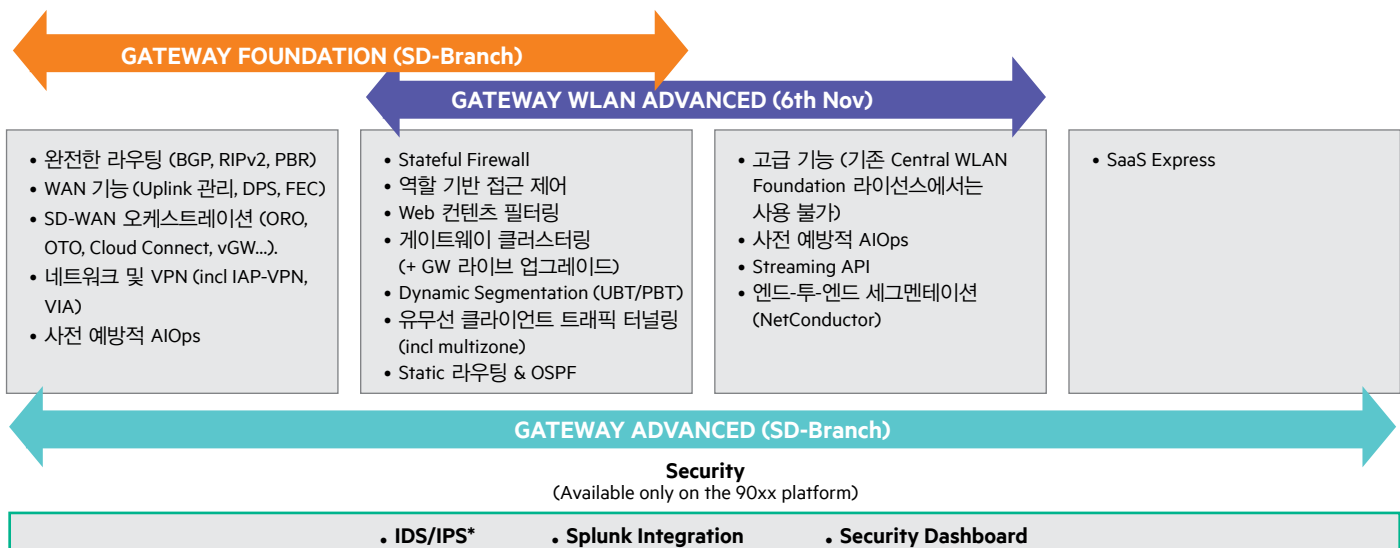 GATEWAY FOUNDATION (SD-Branch)
GATEWAY WLAN ADVANCED (6th Nov)
• 완전한 라우팅 (BGP, RIPv2, PBR)
• WAN 기능 (Uplink 관리, DPS, FEC)
• SD-WAN 오케스트레이션 (ORO,
OTO, Cloud Connect, vGW...).
• 네트워크 및 VPN (incl IAP-VPN,
VIA)
• 사전 예방적 AIOps
• Stateful Firewall
• 역할 기반 접근 제어
• Web 컨텐츠 필터링
• 게이트웨이 클러스터링
(+ GW 라이브 업그레이드)
• Dynamic Segmentation (UBT/PBT)
• 유무선 클라이언트 트래픽 터널링
(incl multizone)
• Static 라우팅 & OSPF
• 고급 기능 (기존 Central WLAN
Foundation 라이선스에서는
사용 불가)
• 사전 예방적 AIOps
• Streaming API
• 엔드-투-엔드 세그멘테이션
(NetConductor)
• SaaS Express
GATEWAY ADVANCED (SD-Branch)
Security
(Available only on the 90xx platform)
• IDS/IPS* • Splunk Integration • Security Dashboard